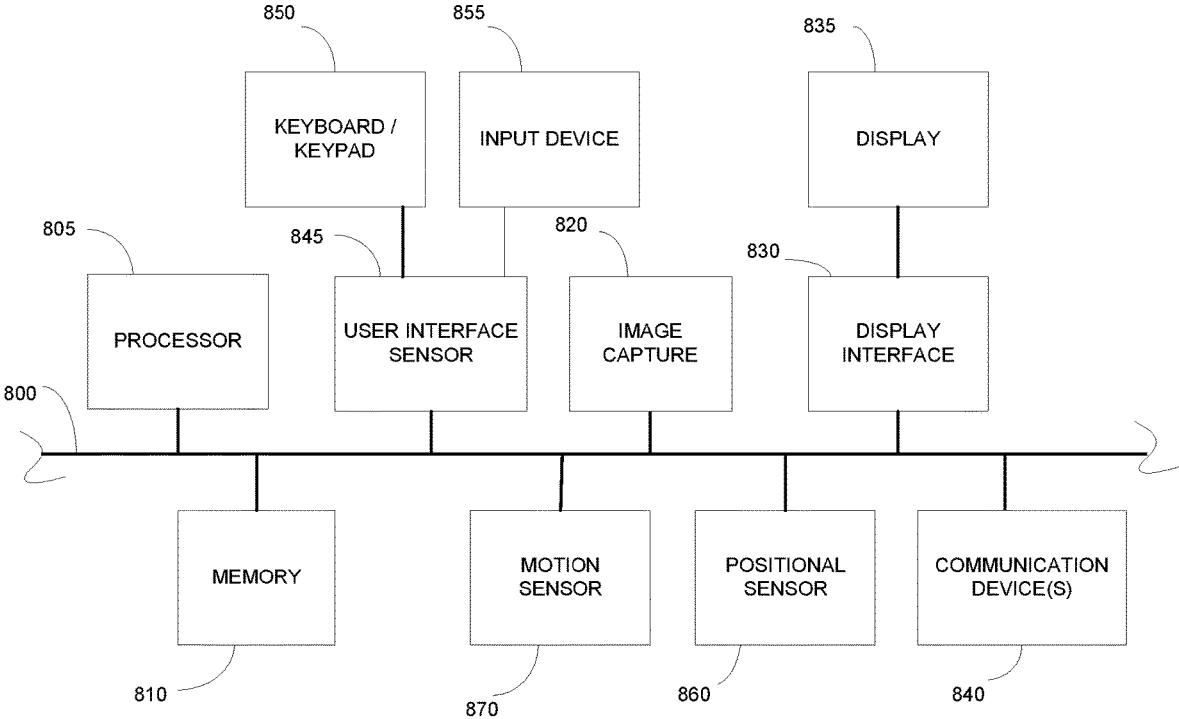 850
855
835
KEYBOARD /
KEYPAD
INPUT DEVICE
DISPLAY
805
845
820
830
PROCESSOR
USER INTERFACE
SENSOR
IMAGE
CAPTURE
DISPLAY
INTERFACE
800
MEMORY
MOTION
SENSOR
POSITIONAL
SENSOR
COMMUNICATION
DEVICE(S)
810
870
860
840